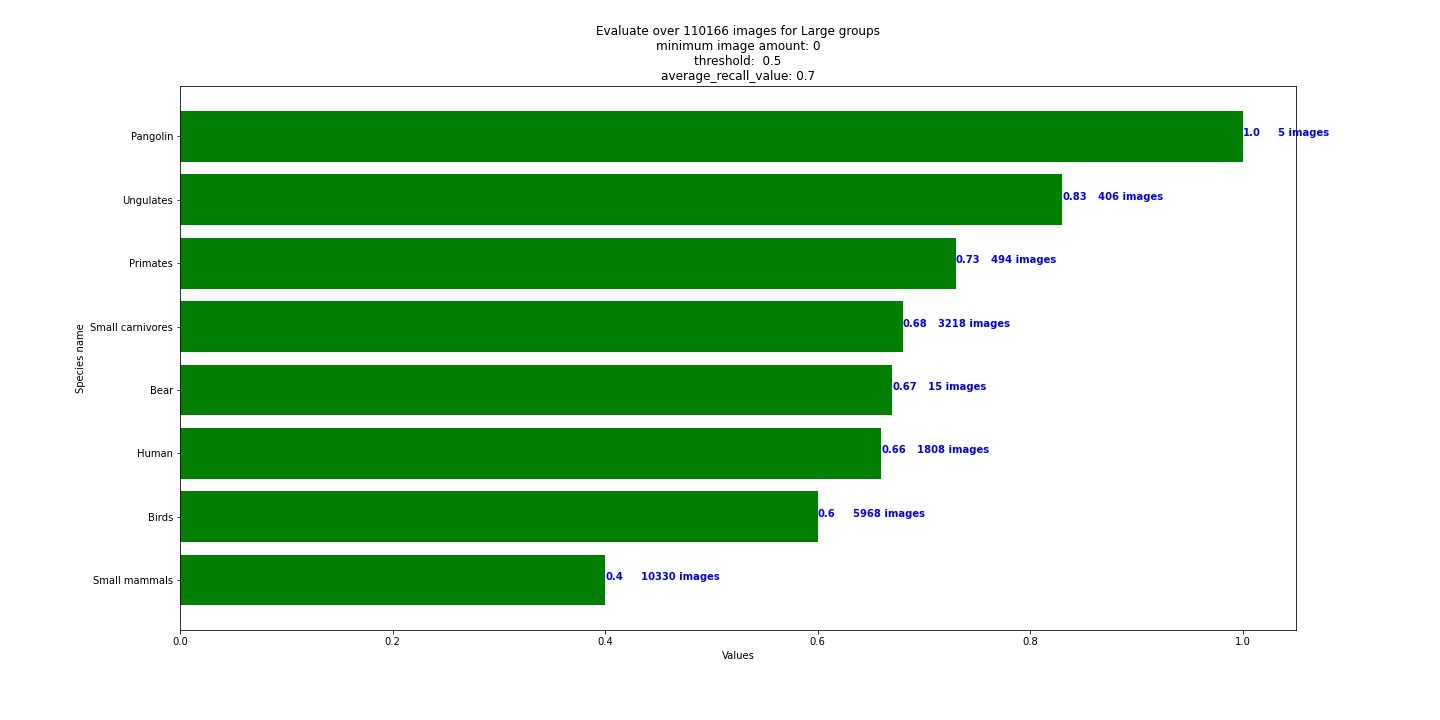 Evaluate over 110166 images for Large groups
minimum image amount: 0
threshold:  0.5
average_recall_value: 0.7
Pangolin 1.0 5 images
Ungulates 0.83 406 images
Primates 0.73 494 images
Small carnivores 0.68 3218 images
Bear 0.67 15 images
Human 0.66 1808 images
Birds 0.6 5968 images
Small mammals 0.4 10330 images
Species name
0.0 0.2 0.4 0.6 0.8 1.0
Values